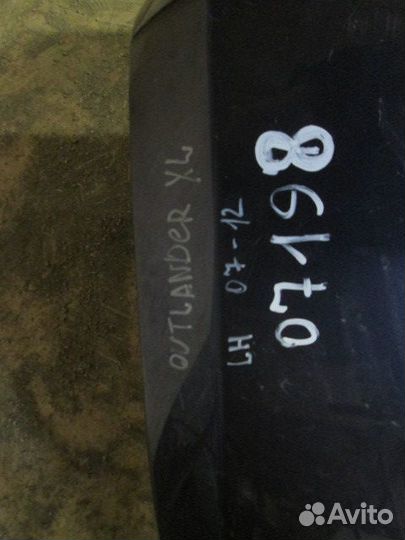 OUTLANDER XL
LH 07-12
07198
Avito